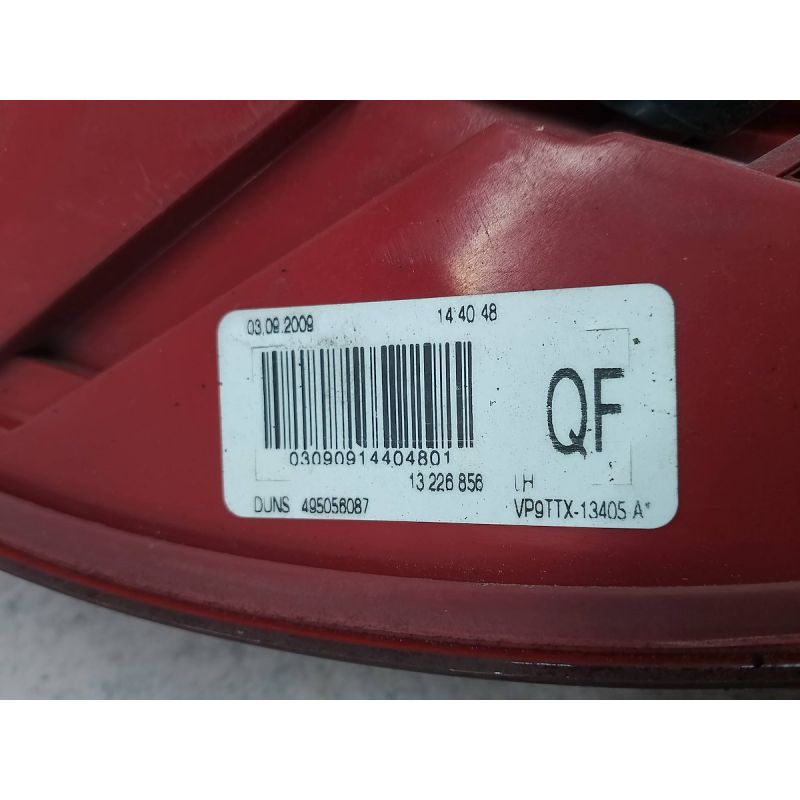 03.09.2009 14 40 48
QF
03090914404801
13 226 856 LH
DUNS 495056087 VP9TTX-13405 A*